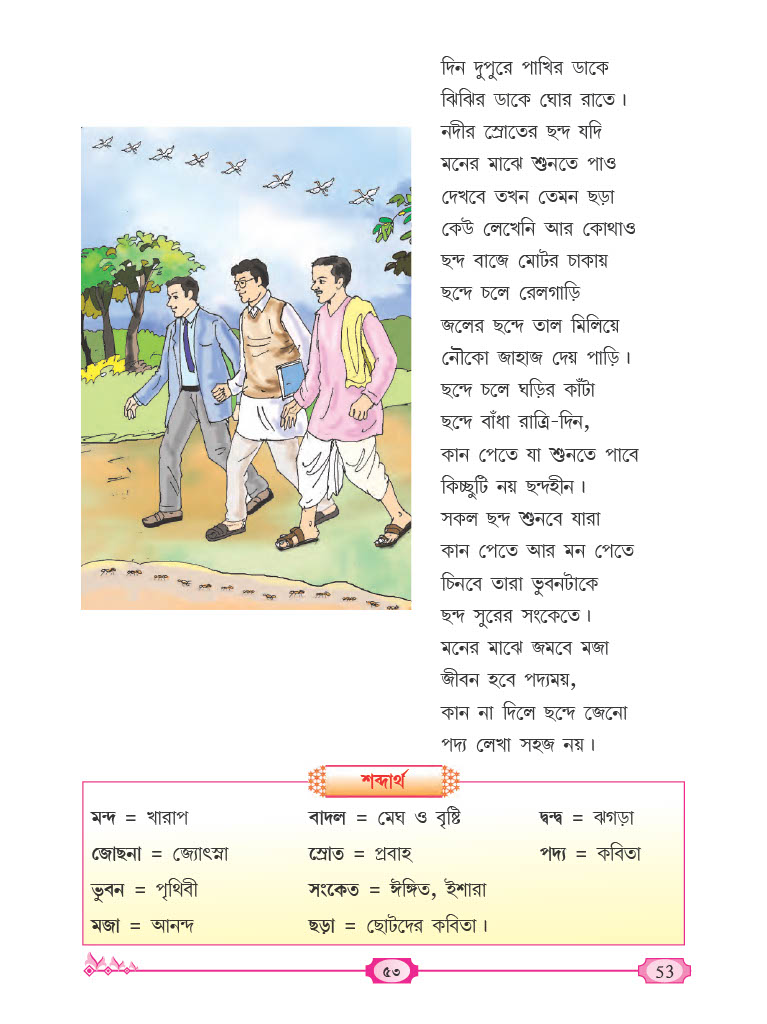 দিন দুপুরে পাখির ডাকে
ঝিঝির ডাকে ঘোর রাতে।
নদীর স্রোতের ছন্দ যদি
মনের মাঝে শুনতে পাও
দেখবে তখন তেমন ছড়া
কেউ লেখেনি আর কোথাও
ছন্দ বাজে মোটর চাকায়
ছন্দে চলে রেলগাড়ি
জলের ছন্দে তাল মিলিয়ে
নৌকো জাহাজ দেয় পাড়ি।
ছন্দে চলে ঘড়ির কাঁটা
ছন্দে বাঁধা রাত্রি-দিন,
কান পেতে যা শুনতে পাবে
কিচ্ছুটি নয় ছন্দহীন।
সকল ছন্দ শুনবে যারা
কান পেতে আর মন পেতে
চিনবে তারা ভুবনটাকে
ছন্দ সুরের সংকেতে।
মনের মাঝে জমবে মজা
জীবন হবে পদ্যময়,
কান না দিলে ছন্দে জেনো
পদ্য লেখা সহজ নয়।
শব্দার্থ
মন্দ = খারাপ বাদল = মেঘ ও বৃষ্টি দ্বন্দ্ব = ঝগড়া
জোছনা = জ্যোৎস্না স্রোত = প্রবাহ পদ্য = কবিতা
ভুবন = পৃথিবী সংকেত = ঈঙ্গিত, ইশারা
মজা = আনন্দ ছড়া = ছোটদের কবিতা।
৫৩ 53